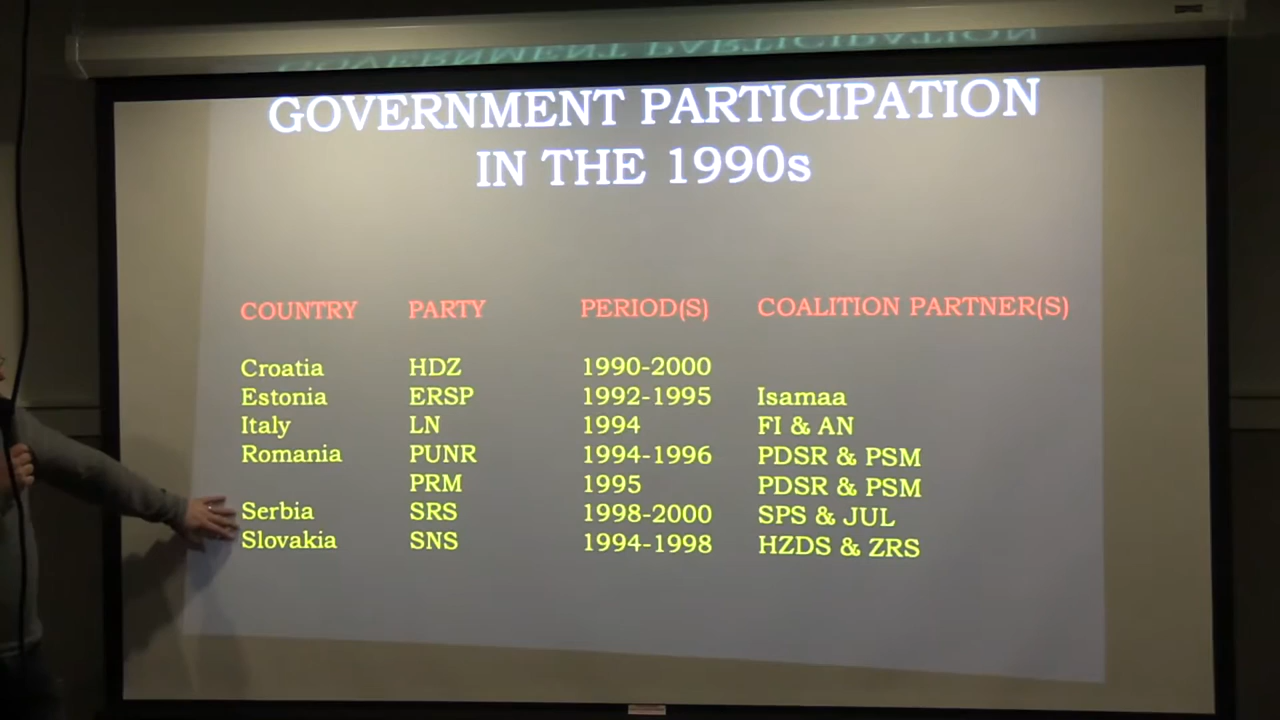 GOVERNMENT PARTICIPATION
IN THE 1990s
COUNTRY PARTY PERIOD(S) COALITION PARTNER(S)
Croatia HDZ 1990-2000
Estonia ERSP 1992-1995 Isamaa
Italy LN 1994 FI & AN
Romania PUNR 1994-1996 PDSR & PSM
PRM 1995 PDSR & PSM
Serbia SRS 1998-2000 SPS & JUL
Slovakia SNS 1994-1998 HZDS & ZRS